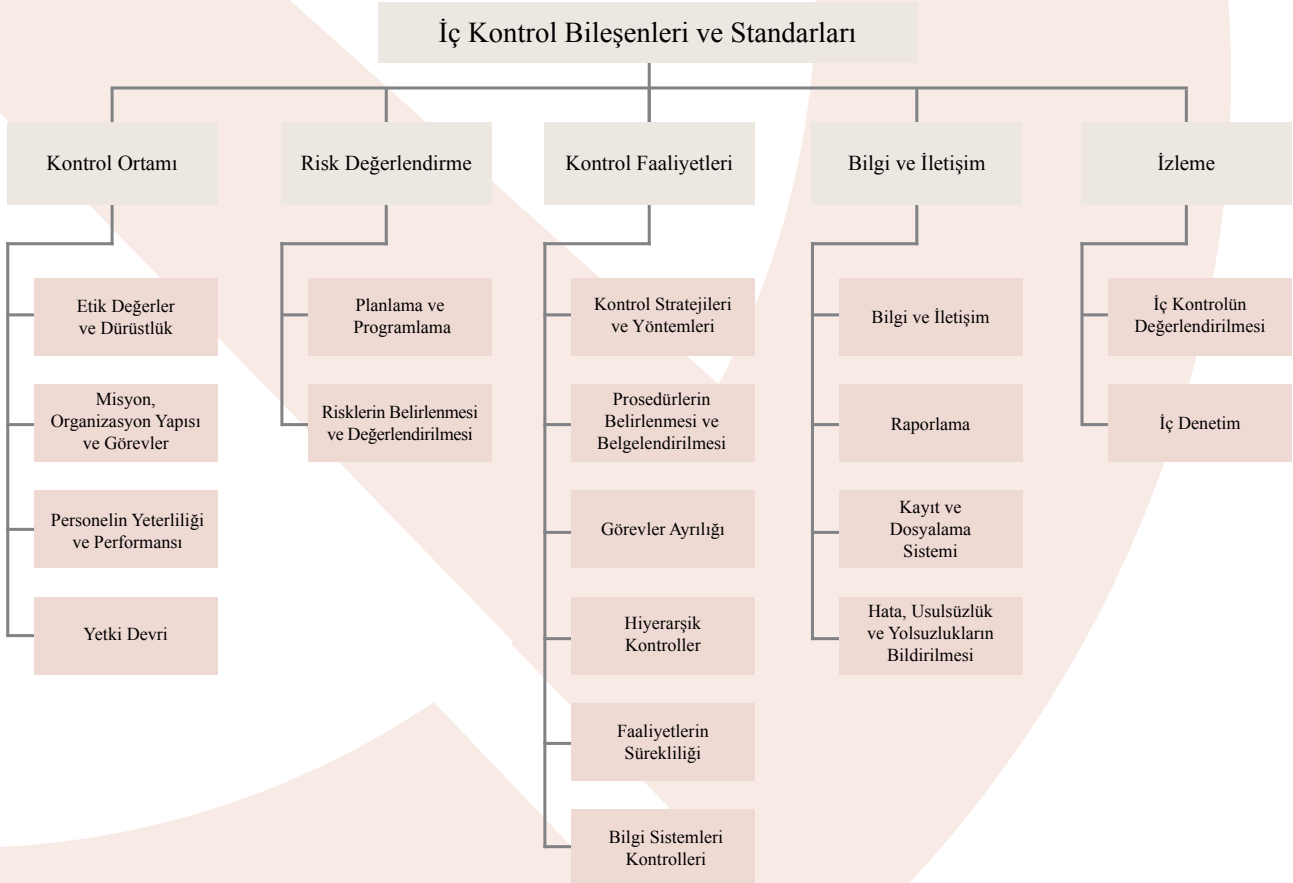 İç Kontrol Bileşenleri ve Standarları
Kontrol Ortamı
Etik Değerler
ve Dürüstlük
Misyon,
Organizasyon Yapısı
ve Görevler
Personelin Yeterliliği
ve Performansı
Yetki Devri
Risk Değerlendirme
Planlama ve
Programlama
Risklerin Belirlenmesi
ve Değerlendirilmesi
Kontrol Faaliyetleri
Kontrol Stratejileri
ve Yöntemleri
Prosedürlerin
Belirlenmesi ve
Belgelendirilmesi
Görevler Ayrılığı
Hiyerarşik
Kontroller
Faaliyetlerin
Sürekliliği
Bilgi Sistemleri
Kontrolleri
Bilgi ve İletişim
Bilgi ve İletişim
Raporlama
Kayıt ve
Dosyalama
Sistemi
Hata, Usulsüzlük
ve Yolsuzlukların
Bildirilmesi
İzleme
İç Kontrolün
Değerlendirilmesi
İç Denetim